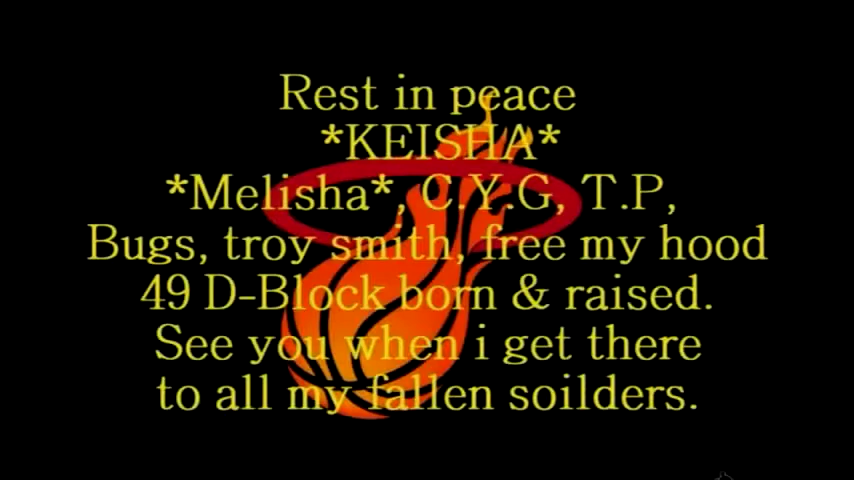 Rest in peace
*KEISHA*
*Melisha*, C.Y.G, T.P,
Bugs, troy smith, free my hood
49 D-Block born & raised.
See you when i get there
to all my fallen soilders.